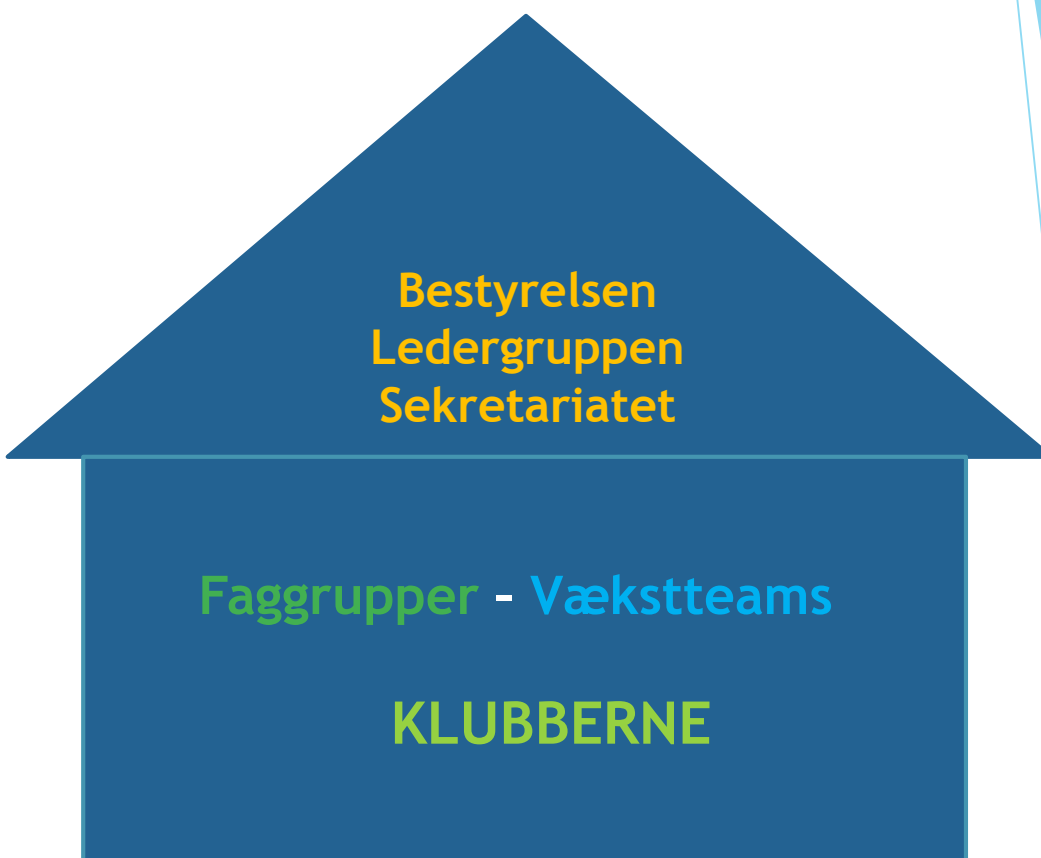 Bestyrelsen
Ledergruppen
Sekretariatet
Faggrupper - Vækstteams
KLUBBERNE